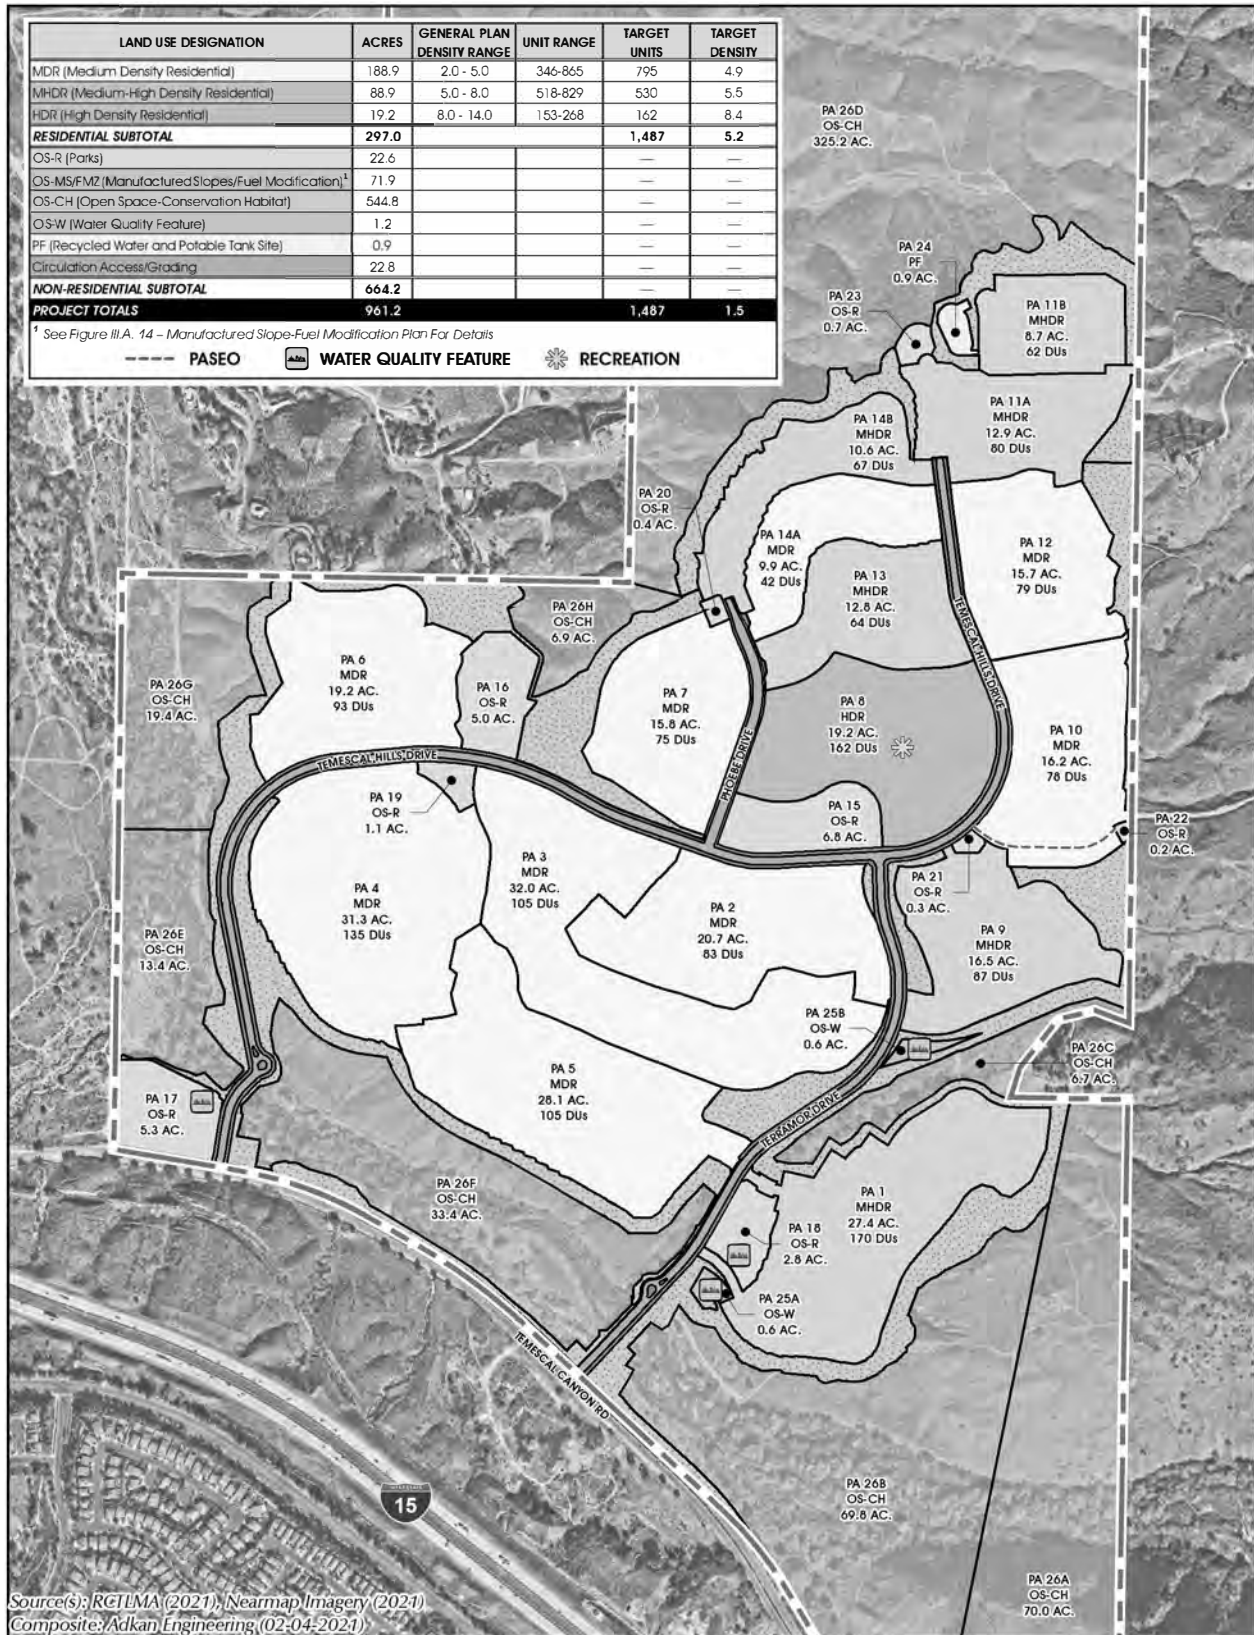 LAND USE DESIGNATION ACRES GENERAL PLAN DENSITY RANGE UNIT RANGE TARGET UNITS TARGET DENSITY
MDR (Medium Density Residential) 188.9 2.0 - 5.0 346-865 795 4.9
MHDR (Medium-High Density Residential) 88.9 5.0 - 8.0 518-829 530 5.5
HDR (High Density Residential) 19.2 8.0 - 14.0 153-268 162 8.4
RESIDENTIAL SUBTOTAL 297.0 1,487 5.2
OS-R (Parks) 22.6 — —
OS-MS/FMZ (Manufactured Slopes/Fuel Modification)¹ 71.9 — —
OS-CH (Open Space-Conservation Habitat) 544.8 — —
OS-W (Water Quality Feature) 1.2 — —
PF (Recycled Water and Potable Tank Site) 0.9 — —
Circulation Access/Grading 22.8 — —
NON-RESIDENTIAL SUBTOTAL 664.2 — —
PROJECT TOTALS 961.2 1,487 1.5
¹ See Figure III.A. 14 – Manufactured Slope-Fuel Modification Plan For Details
PASEO WATER QUALITY FEATURE RECREATION
PA 26D
OS-CH
325.2 AC.
PA 24
PF
0.9 AC.
PA 23
OS-R
0.7 AC.
PA 11B
MHDR
8.7 AC.
62 DUs
PA 11A
MHDR
12.9 AC.
80 DUs
PA 14B
MHDR
10.6 AC.
67 DUs
PA 20
OS-R
0.4 AC.
PA 14A
MDR
9.9 AC.
42 DUs
PA 12
MDR
15.7 AC.
79 DUs
PA 13
MHDR
12.8 AC.
64 DUs
TEMESCAL HILLS DRIVE
PA 26H
OS-CH
6.9 AC.
PA 6
MDR
19.2 AC.
93 DUs
PA 26G
OS-CH
19.4 AC.
PA 16
OS-R
5.0 AC.
PA 7
MDR
15.8 AC.
75 DUs
PHOEBE DRIVE
PA 8
HDR
19.2 AC.
162 DUs
PA 10
MDR
16.2 AC.
78 DUs
TEMESCAL HILLS DRIVE
PA 19
OS-R
1.1 AC.
PA 15
OS-R
6.8 AC.
PA 22
OS-R
0.2 AC.
PA 3
MDR
32.0 AC.
105 DUs
PA 4
MDR
31.3 AC.
135 DUs
PA 21
OS-R
0.3 AC.
PA 2
MDR
20.7 AC.
83 DUs
PA 9
MHDR
16.5 AC.
87 DUs
PA 26E
OS-CH
13.4 AC.
PA 25B
OS-W
0.6 AC.
PA 26C
OS-CH
6.7 AC.
PA 5
MDR
28.1 AC.
105 DUs
PA 17
OS-R
5.3 AC.
TERRAMOR DRIVE
PA 26F
OS-CH
33.4 AC.
PA 1
MHDR
27.4 AC.
170 DUs
PA 18
OS-R
2.8 AC.
PA 25A
OS-W
0.6 AC.
TEMESCAL CANYON RD
INTERSTATE
15
PA 26B
OS-CH
69.8 AC.
PA 26A
OS-CH
70.0 AC.
Source(s): RCTLMA (2021), Nearmap Imagery (2021)
Composite: Adkan Engineering (02-04-2021)